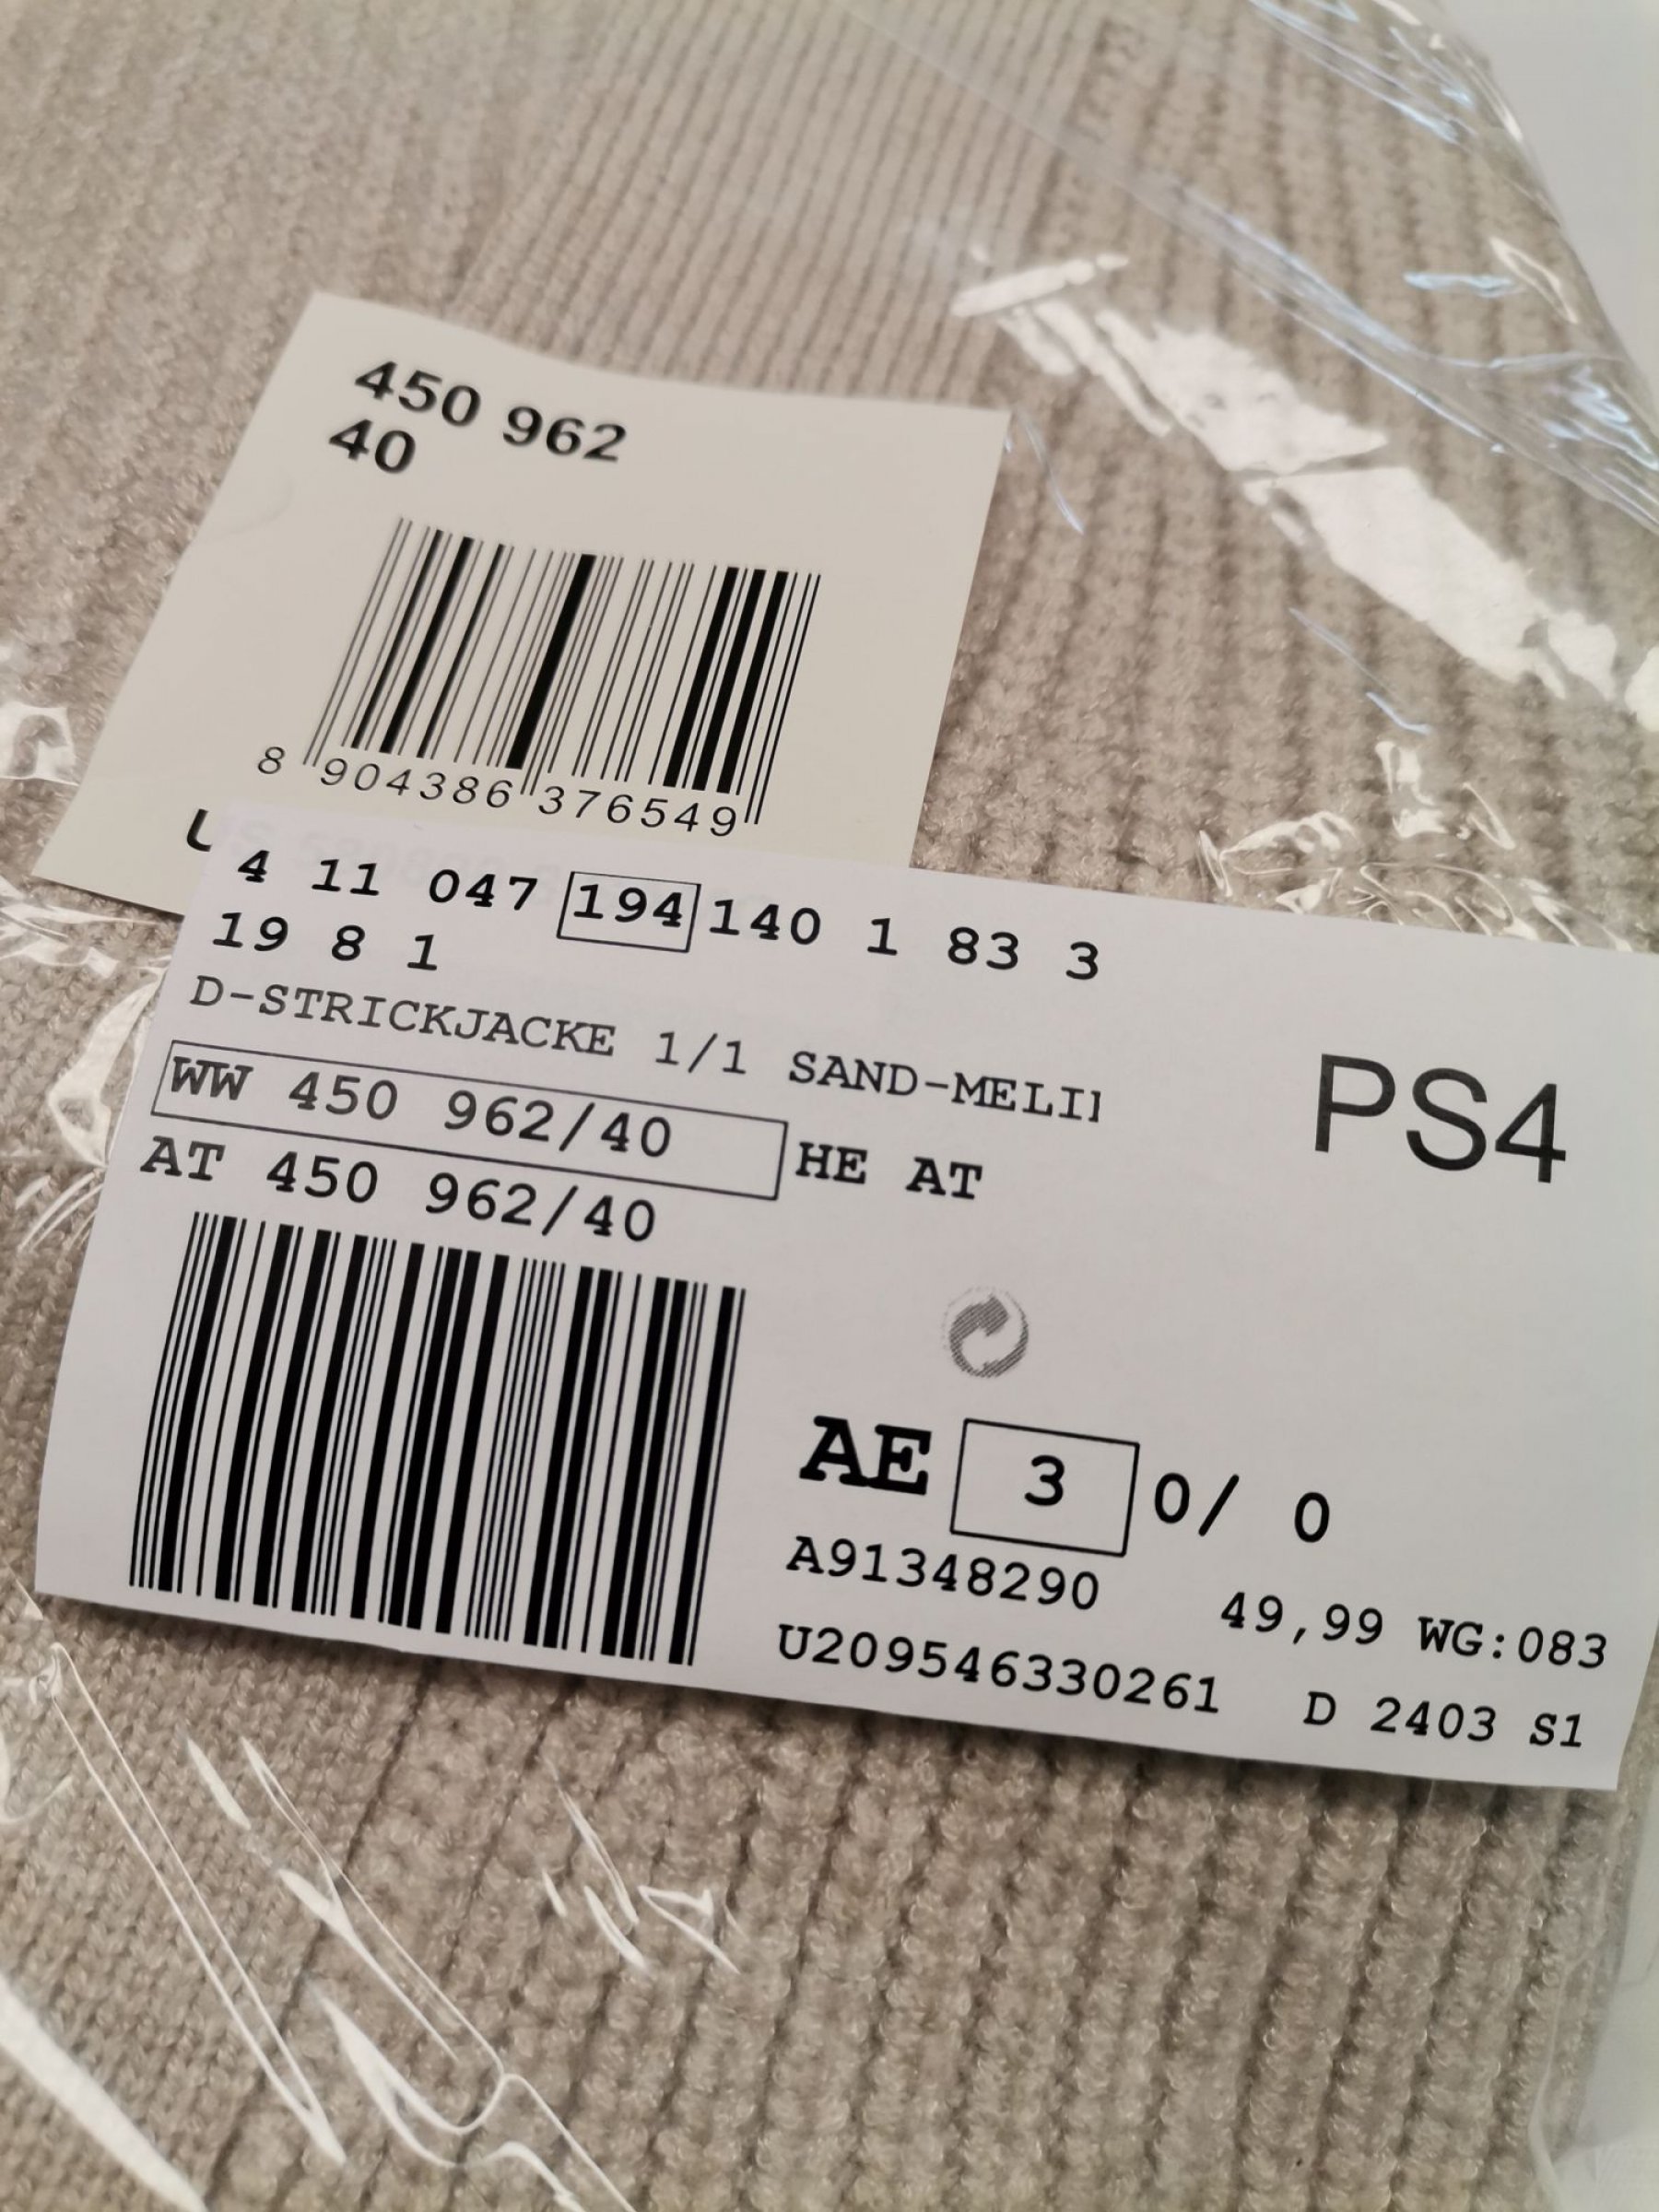 450 962
40
8 904386 376549
4 11 047 194 140 1 83 3
19 8 1
D-STRICKJACKE 1/1 SAND-MELI
WW 450 962/40 HE AT
AT 450 962/40
PS4
AE 3 0/ 0
A91348290 49,99 WG:083
U209546330261 D 2403 S1